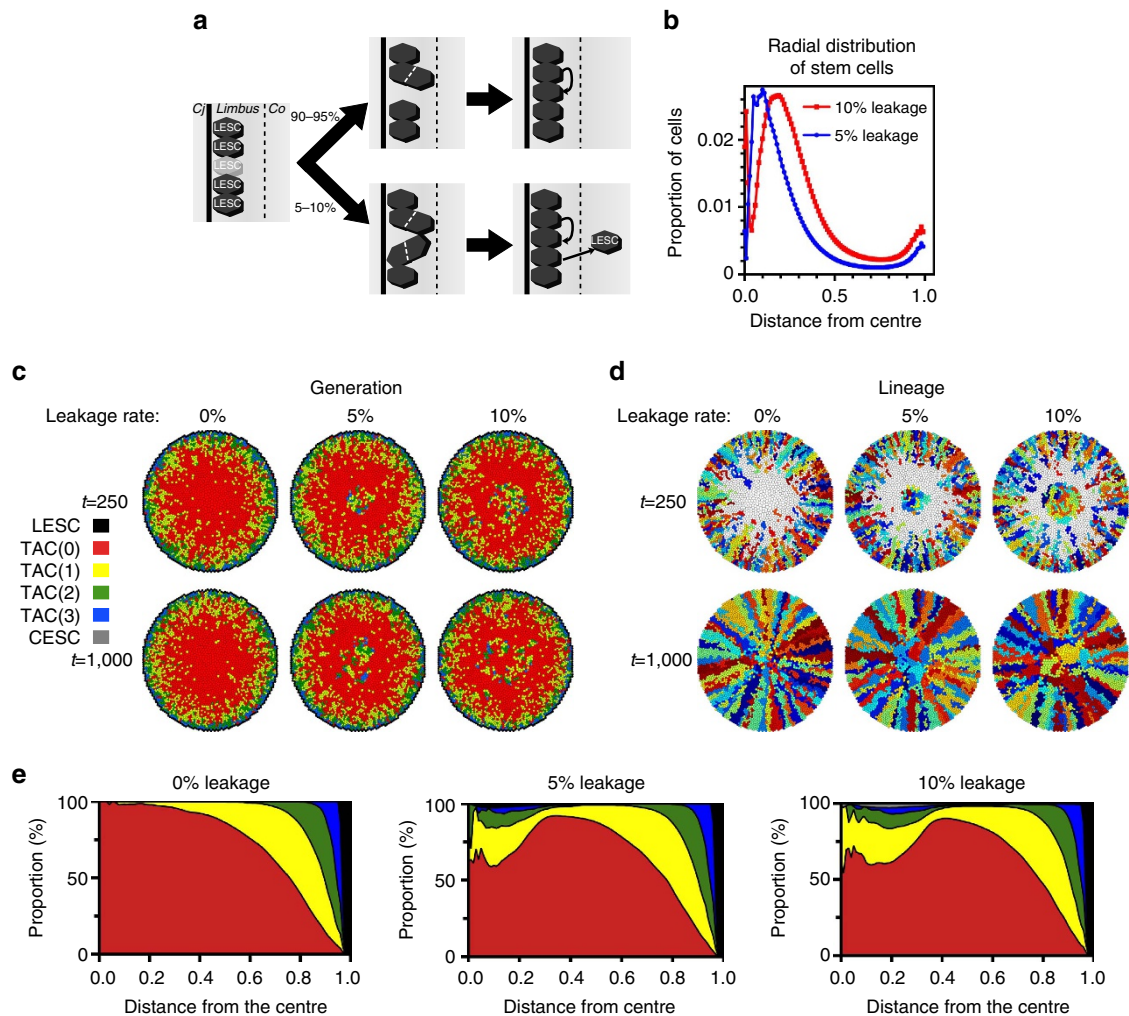 a
Cj Limbus Co
LESC
LESC
LESC
LESC
90–95%
5–10%
LESC
b
Radial distribution
of stem cells
10% leakage
5% leakage
Proportion of cells
0.02
0.01
0
0.0 0.5 1.0
Distance from centre
c
Generation
Leakage rate: 0% 5% 10%
t=250
LESC
TAC(0)
TAC(1)
TAC(2)
TAC(3)
CESC
t=1,000
d
Lineage
Leakage rate: 0% 5% 10%
t=250
t=1,000
e
0% leakage
Proportion (%)
100
50
0
0.0 0.2 0.4 0.6 0.8 1.0
Distance from the centre
5% leakage
Proportion (%)
100
50
0
0.0 0.2 0.4 0.6 0.8 1.0
Distance from the centre
10% leakage
Proportion (%)
100
50
0
0.0 0.2 0.4 0.6 0.8 1.0
Distance from the centre